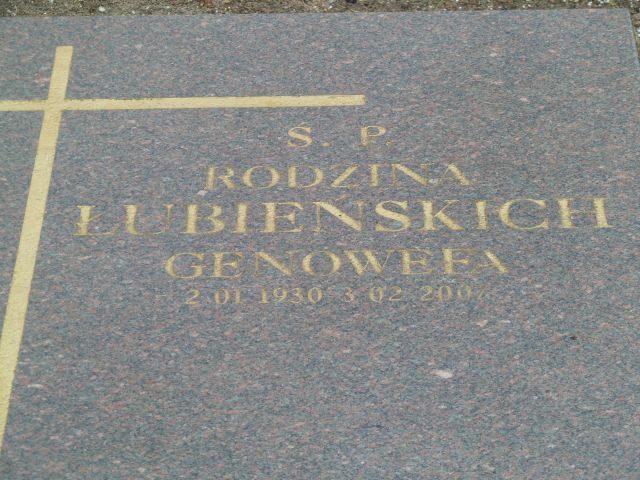 Ś. P.
RODZINA
ŁUBIEŃSKICH
GENOWEFA
2 01 1930 3 02 2007